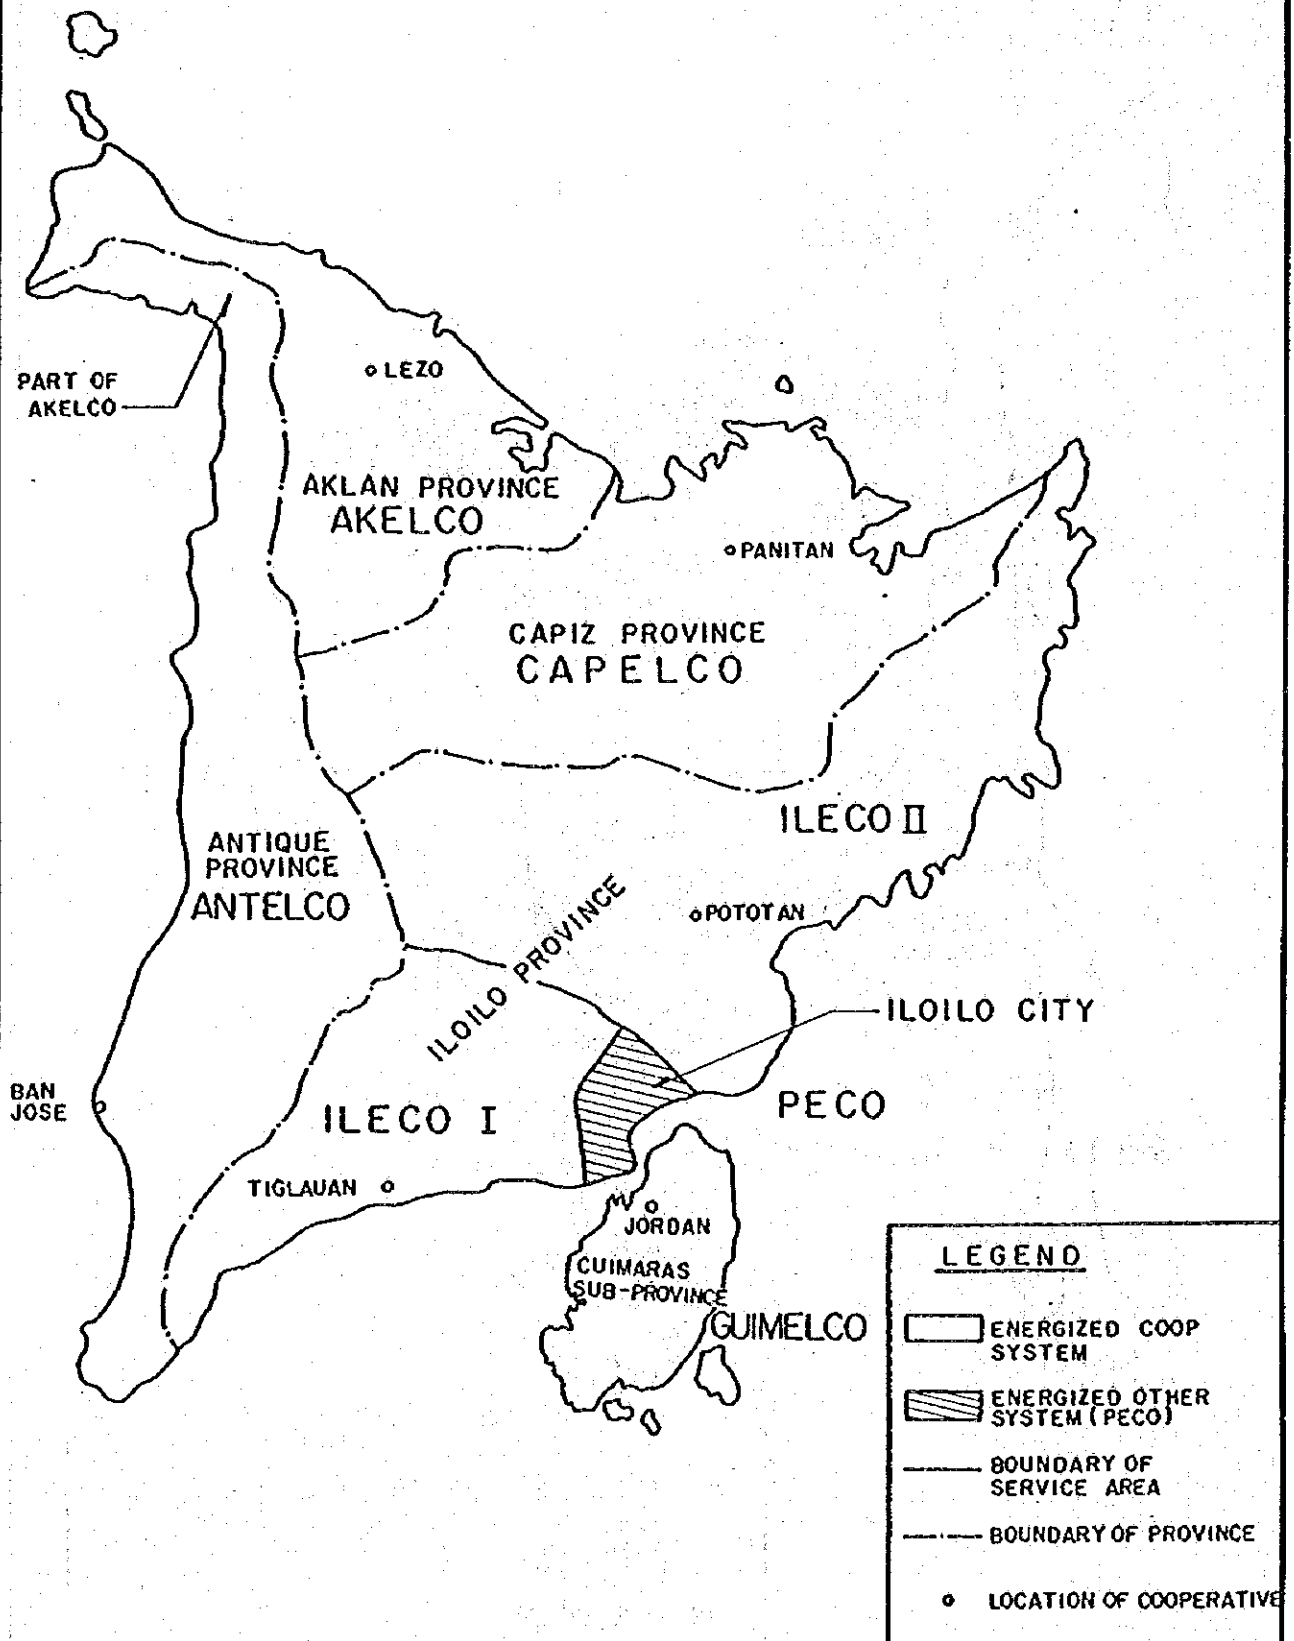 LEZO
PART OF
AKELCO
AKLAN PROVINCE
AKELCO
PANITAN
CAPIZ PROVINCE
CAPELCO
ILECO II
ANTIQUE
PROVINCE
ANTELCO
ILOILO PROVINCE
POTOTAN
ILOILO CITY
BAN
JOSE
ILECO I
PECO
TIGLAUAN
JORDAN
CUIMARAS
SUB-PROVINCE
GUIMELCO
LEGEND
ENERGIZED COOP
SYSTEM
ENERGIZED OTHER
SYSTEM (PECO)
BOUNDARY OF
SERVICE AREA
BOUNDARY OF PROVINCE
LOCATION OF COOPERATIVE